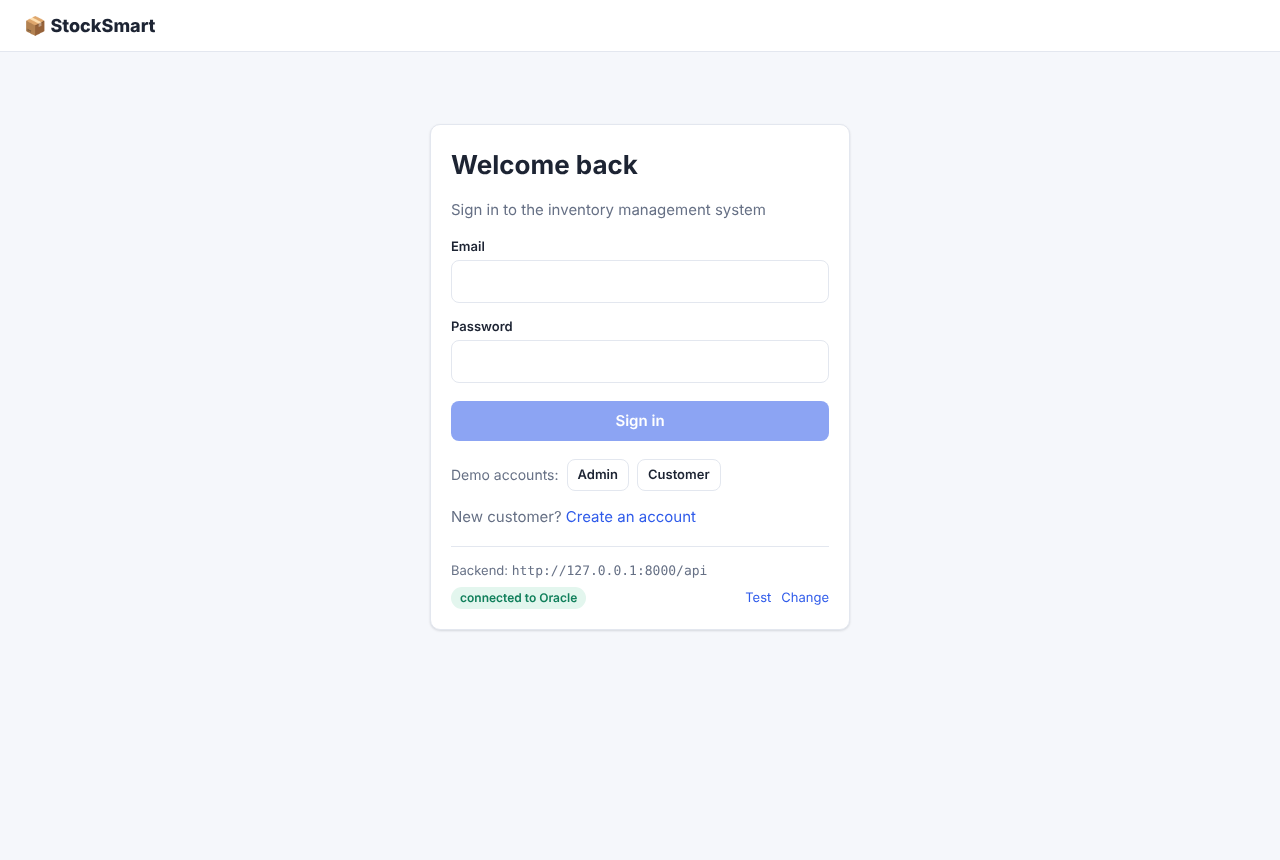 StockSmart
Welcome back
Sign in to the inventory management system
Email
Password
Sign in
Demo accounts: Admin Customer
New customer? Create an account
Backend: http://127.0.0.1:8000/api
connected to Oracle Test Change